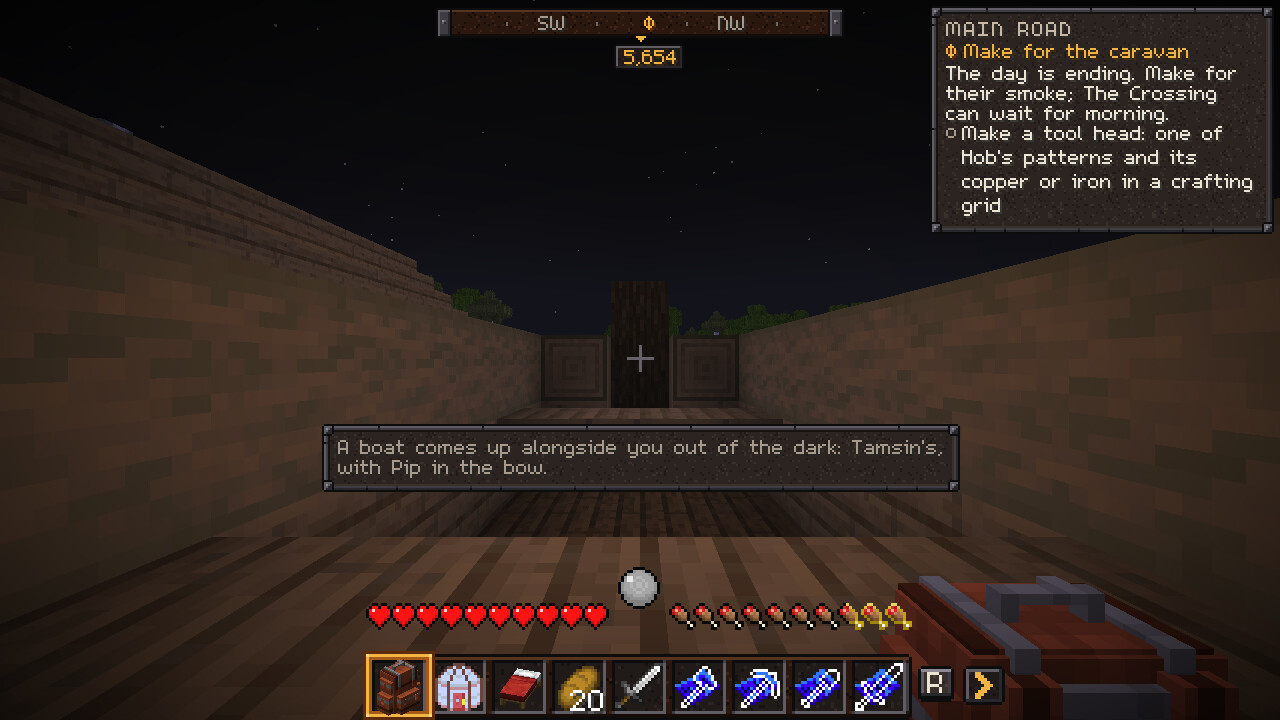 SW
NW
5,654
MAIN ROAD
Make for the caravan
The day is ending. Make for
their smoke; The Crossing
can wait for morning.
Make a tool head: one of
Hob's patterns and its
copper or iron in a crafting
grid
A boat comes up alongside you out of the dark: Tamsin's,
with Pip in the bow.
20
R